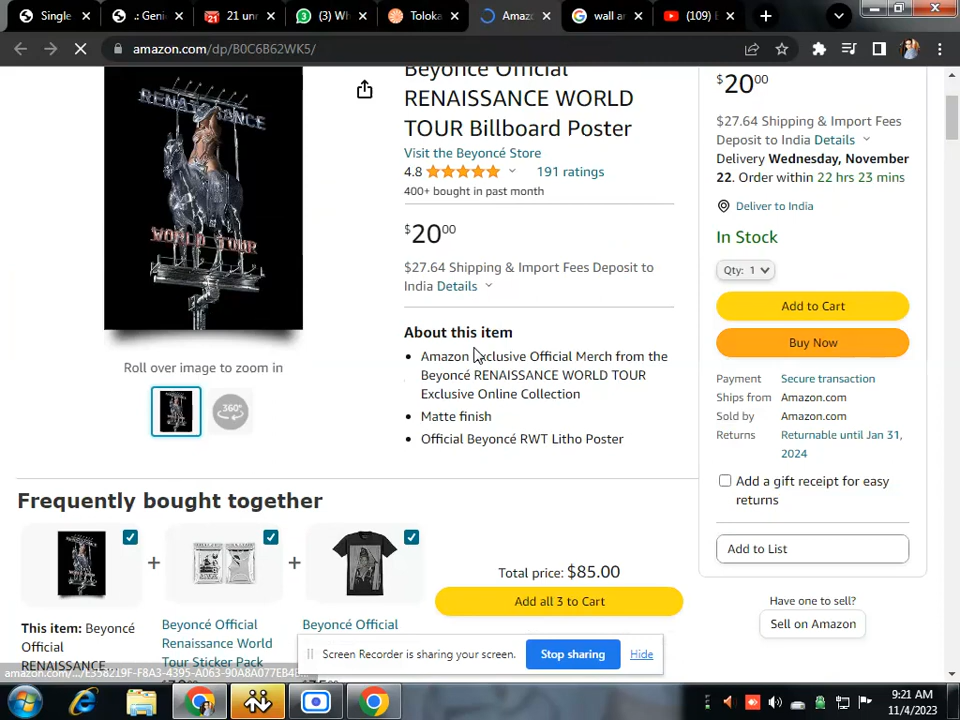 Single
.: Geni
21 unr
(3) Wh
Toloka
Amaz
wall ar
(109)
amazon.com/dp/B0C6B62WK5/
Beyoncé Official
RENAISSANCE WORLD
TOUR Billboard Poster
Visit the Beyoncé Store
4.8
191 ratings
400+ bought in past month
$2000
$27.64 Shipping & Import Fees Deposit to
India Details
About this item
• Amazon Exclusive Official Merch from the
Beyoncé RENAISSANCE WORLD TOUR
Exclusive Online Collection
• Matte finish
• Official Beyoncé RWT Litho Poster
RENAISSANCE
WORLD TOUR
Roll over image to zoom in
360°
$2000
$27.64 Shipping & Import Fees
Deposit to India Details
Delivery Wednesday, November
22. Order within 22 hrs 23 mins
Deliver to India
In Stock
Qty: 1
Add to Cart
Buy Now
Payment Secure transaction
Ships from Amazon.com
Sold by Amazon.com
Returns Returnable until Jan 31,
2024
Add a gift receipt for easy
returns
Add to List
Have one to sell?
Sell on Amazon
Frequently bought together
+
+
Total price: $85.00
Add all 3 to Cart
This item: Beyoncé
Official
RENAISSANCE...
Beyoncé Official
Renaissance World
Tour Sticker Pack
Beyoncé Official
Screen Recorder is sharing your screen.
Stop sharing
Hide
9:21 AM
11/4/2023